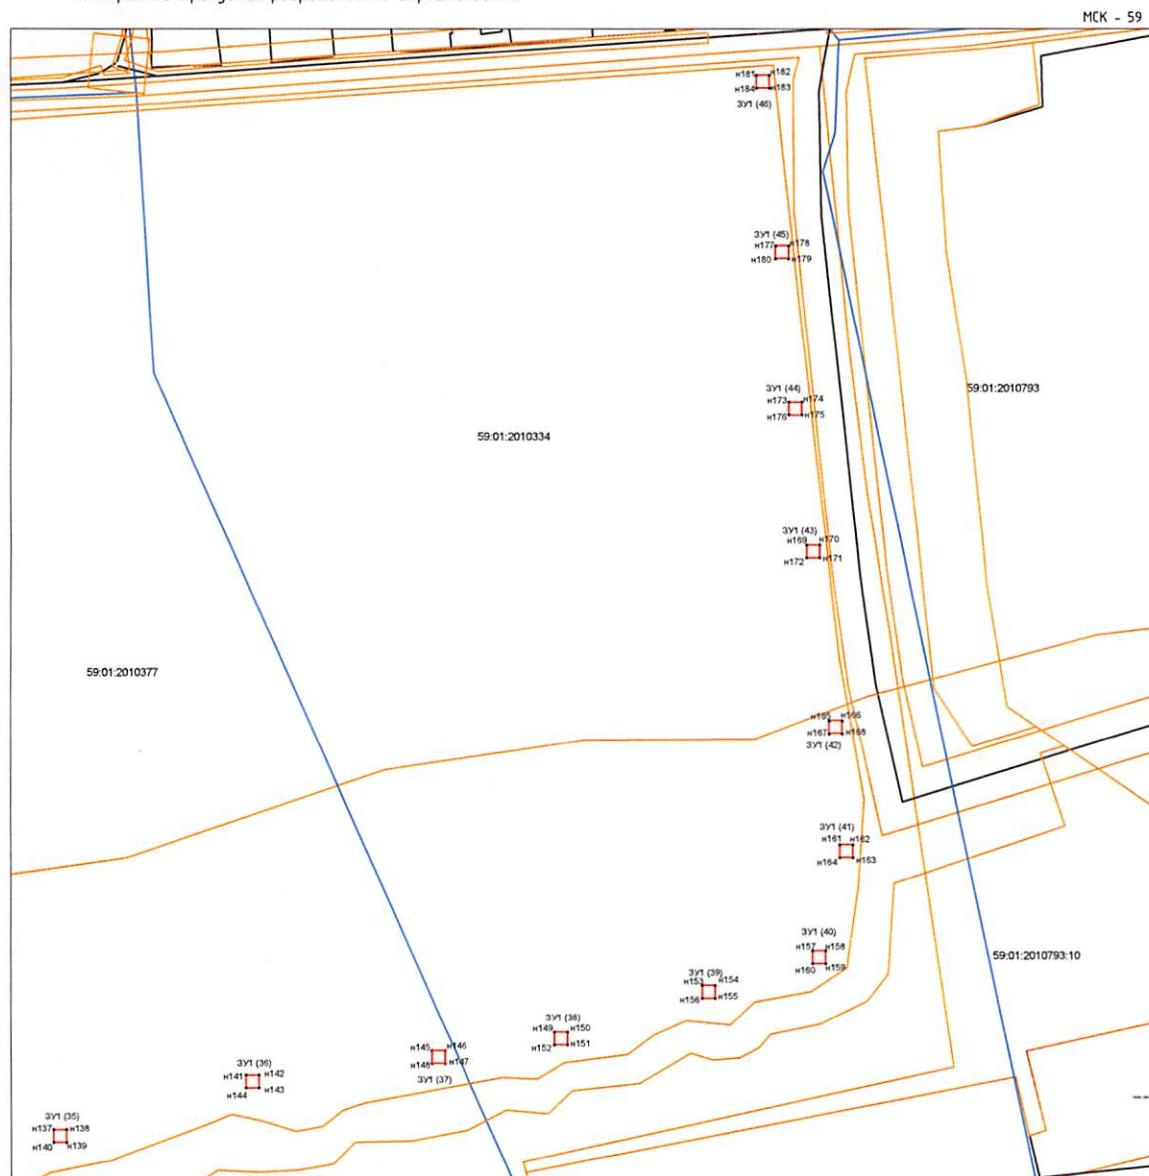 МСК - 59
н181 н182
н184 н183
ЗУ1 (46)
ЗУ1 (45)
н177 н178
н180 н179
59:01:2010793
ЗУ1 (44)
н173 н174
н176 н175
59:01:2010334
ЗУ1 (43)
н169 н170
н172 н171
59:01:2010377
н165 н166
н167 н168
ЗУ1 (42)
ЗУ1 (41)
н161 н162
н164 н163
ЗУ1 (40)
н157 н158
н160 н159
59:01:2010793:10
ЗУ1 (39)
н153 н154
н156 н155
ЗУ1 (38)
н149 н150
н152 н151
н145 н146
н148 н147
ЗУ1 (37)
ЗУ1 (36)
н141 н142
н144 н143
ЗУ1 (35)
н137 н138
н140 н139